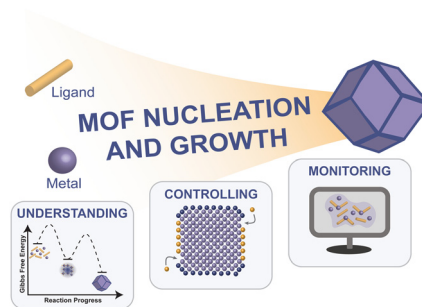 Ligand
MOF NUCLEATION
AND GROWTH
Metal
MONITORING
CONTROLLING
UNDERSTANDING
Gibbs Free Energy
Reaction Progress